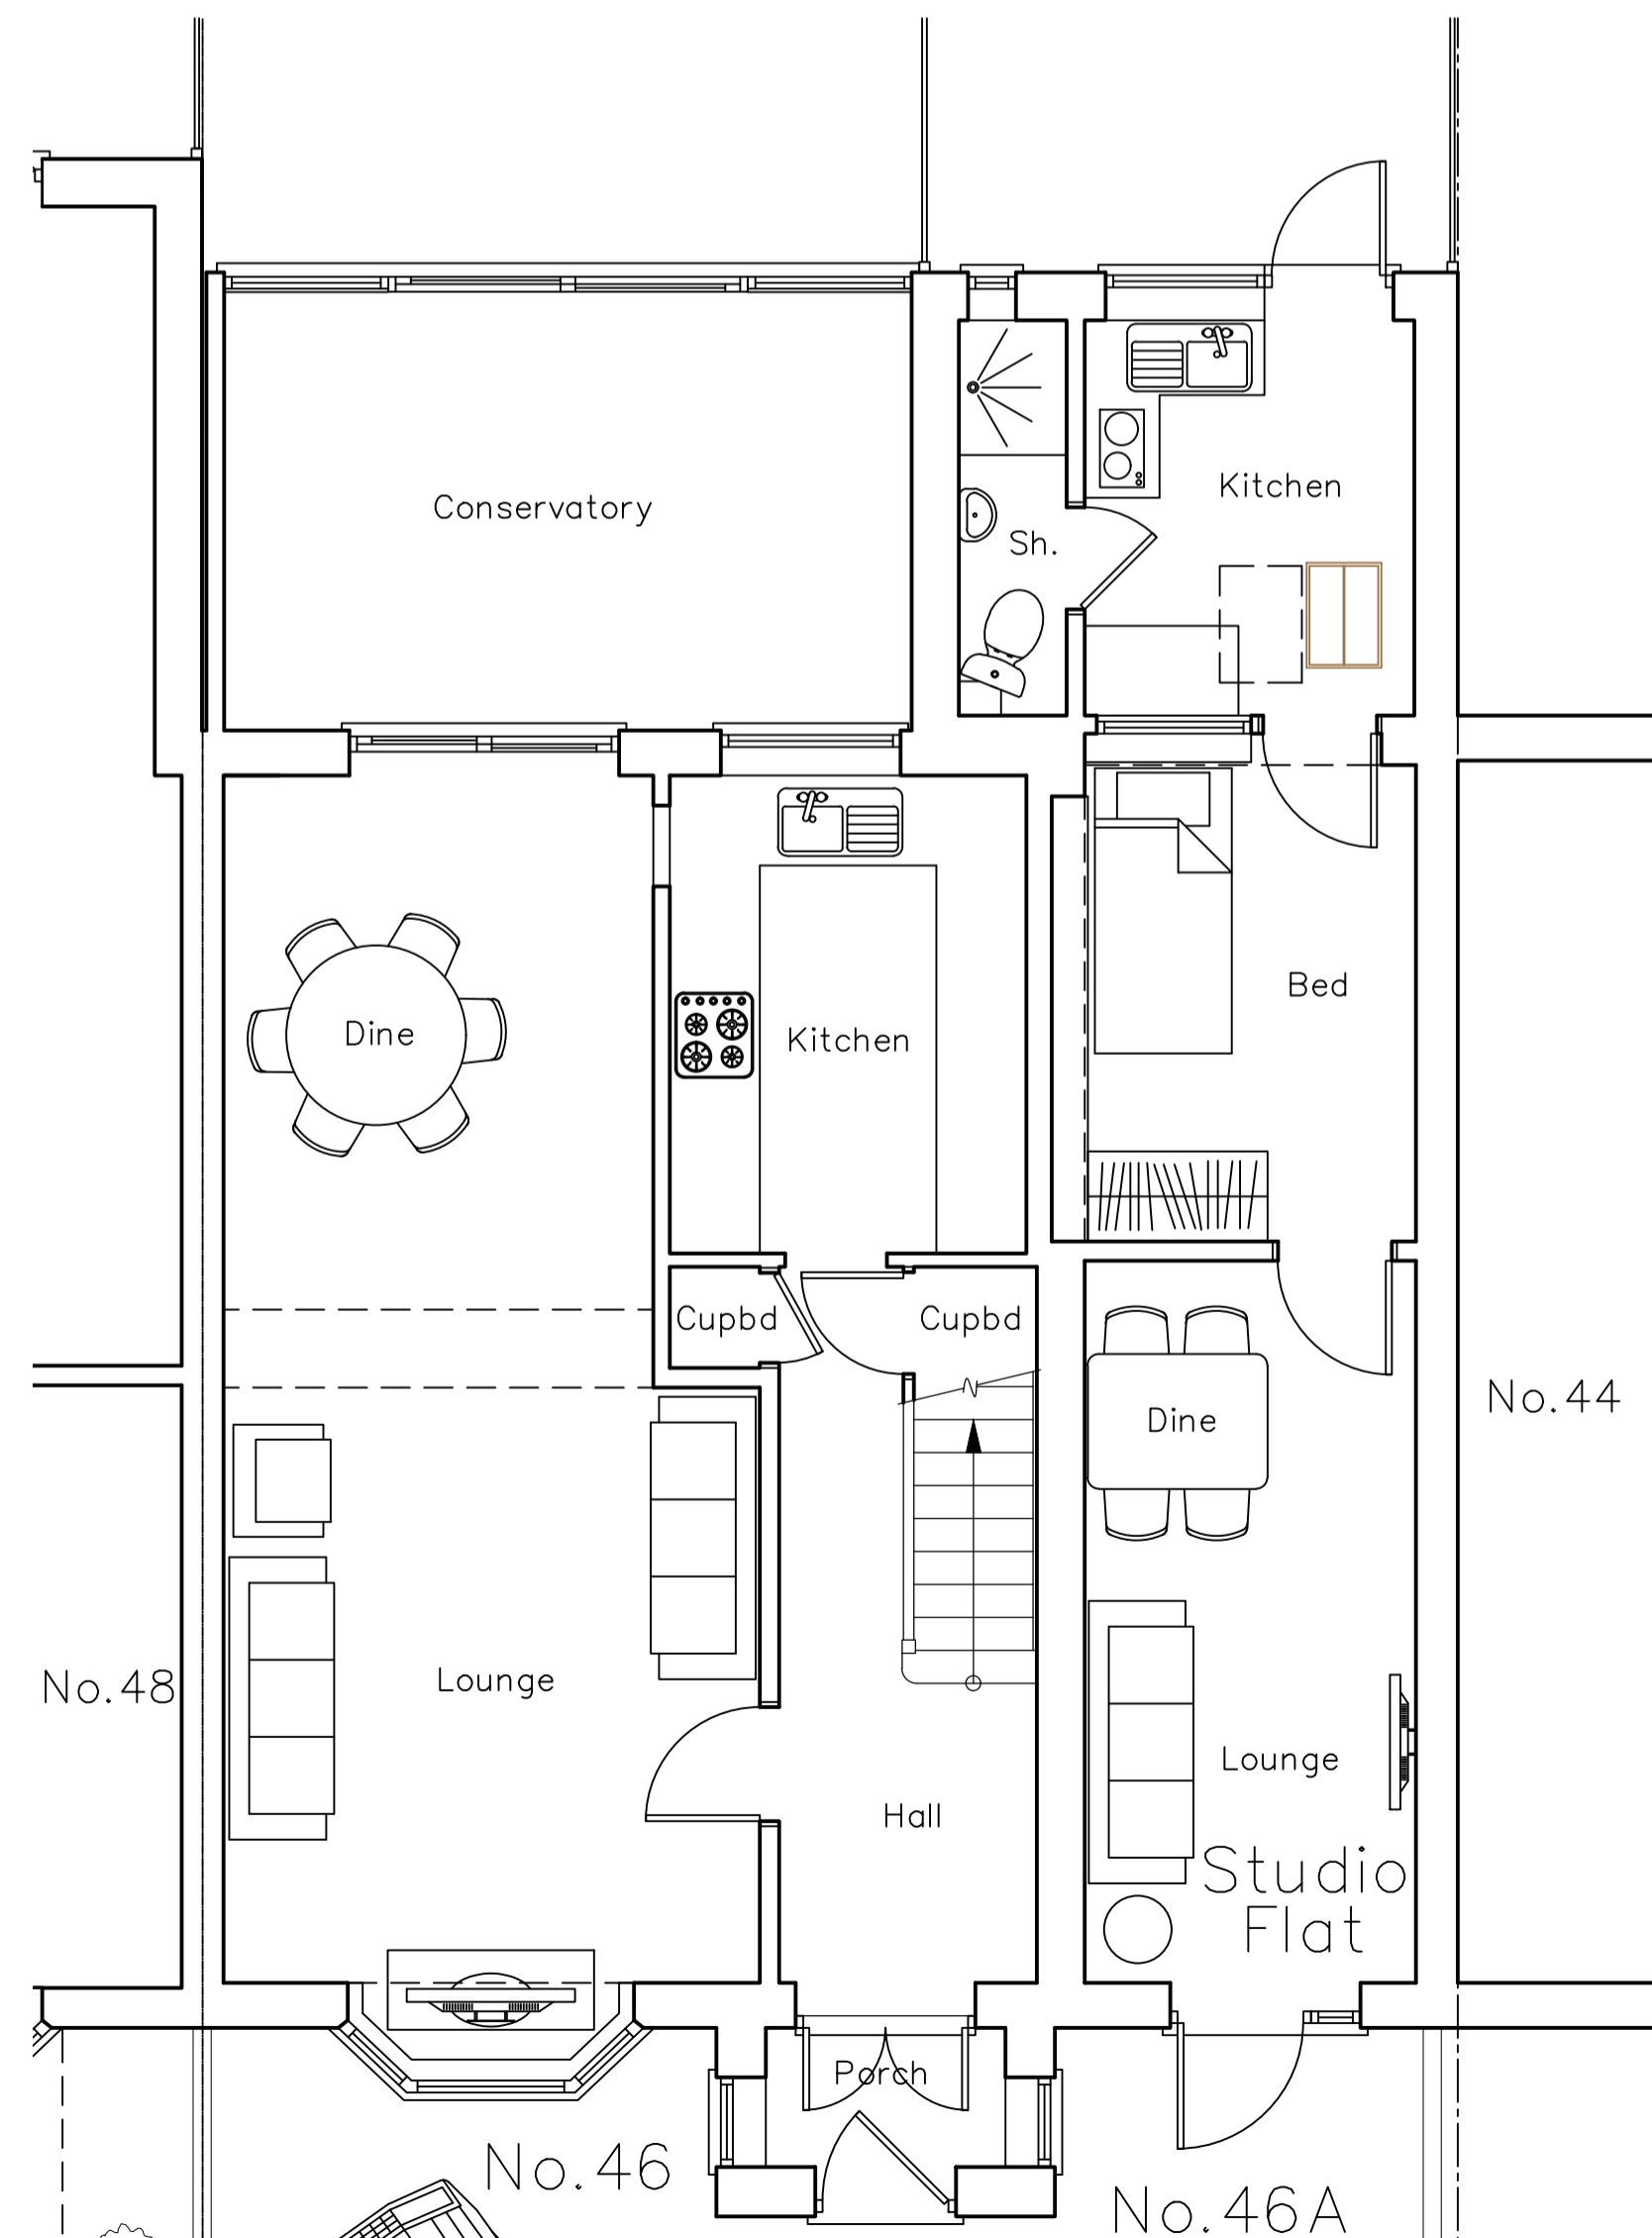 Conservatory
Kitchen
Sh.
Bed
Dine
Kitchen
Cupbd
Cupbd
No.44
Dine
No.48
Lounge
Lounge
Hall
Studio
Flat
Porch
No.46
No.46A